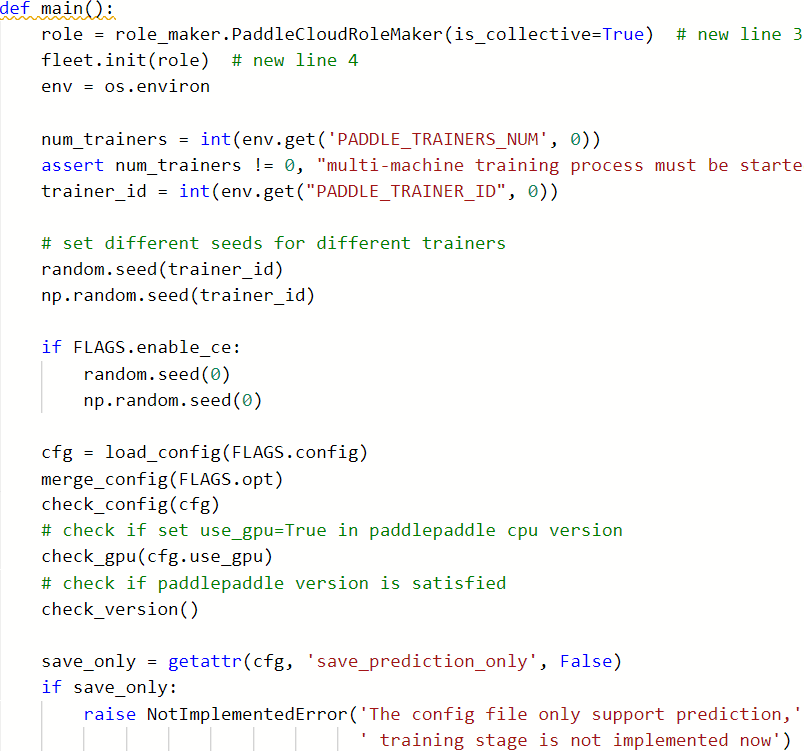 def main():
    role = role_maker.PaddleCloudRoleMaker(is_collective=True)  # new line 3
    fleet.init(role)  # new line 4
    env = os.environ

    num_trainers = int(env.get('PADDLE_TRAINERS_NUM', 0))
    assert num_trainers != 0, "multi-machine training process must be starte
    trainer_id = int(env.get("PADDLE_TRAINER_ID", 0))

    # set different seeds for different trainers
    random.seed(trainer_id)
    np.random.seed(trainer_id)

    if FLAGS.enable_ce:
        random.seed(0)
        np.random.seed(0)

    cfg = load_config(FLAGS.config)
    merge_config(FLAGS.opt)
    check_config(cfg)
    # check if set use_gpu=True in paddlepaddle cpu version
    check_gpu(cfg.use_gpu)
    # check if paddlepaddle version is satisfied
    check_version()

    save_only = getattr(cfg, 'save_prediction_only', False)
    if save_only:
        raise NotImplementedError('The config file only support prediction,'
                                  ' training stage is not implemented now')